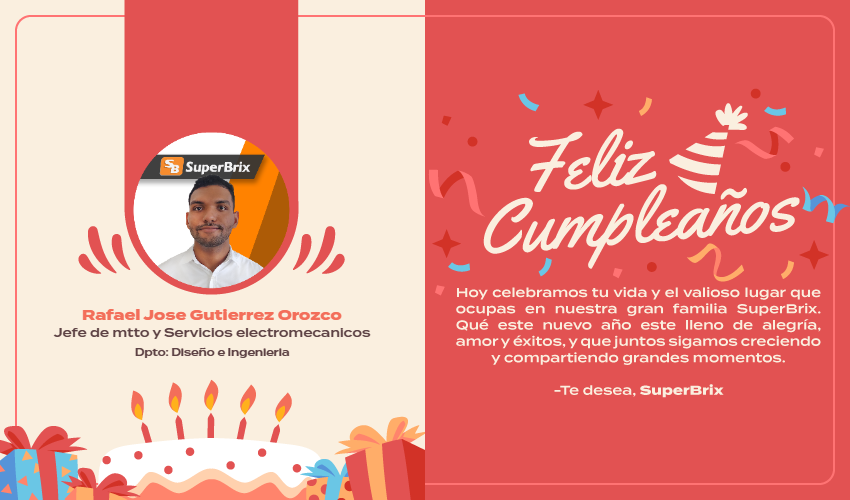 SB SuperBrix
Rafael Jose Gutierrez Orozco
Jefe de mtto y Servicios electromecanicos
Dpto: Diseño e Ingenieria
Feliz
Cumpleaños
Hoy celebramos tu vida y el valioso lugar que
ocupas en nuestra gran familia SuperBrix.
Qué este nuevo año este lleno de alegría,
amor y éxitos, y que juntos sigamos creciendo
y compartiendo grandes momentos.
-Te desea, SuperBrix